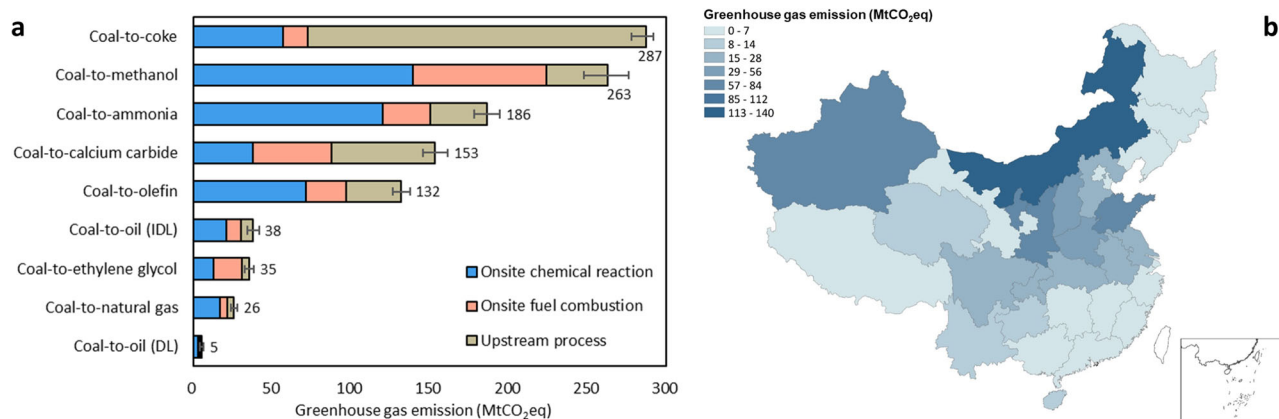 a
Coal-to-coke
287
Coal-to-methanol
263
Coal-to-ammonia
186
Coal-to-calcium carbide
153
Coal-to-olefin
132
Coal-to-oil (IDL)
38
Coal-to-ethylene glycol
35
Coal-to-natural gas
26
Coal-to-oil (DL)
5
Onsite chemical reaction
Onsite fuel combustion
Upstream process
0 50 100 150 200 250 300
Greenhouse gas emission (MtCO₂eq)
b
Greenhouse gas emission (MtCO₂eq)
0 - 7
8 - 14
15 - 28
29 - 56
57 - 84
85 - 112
113 - 140